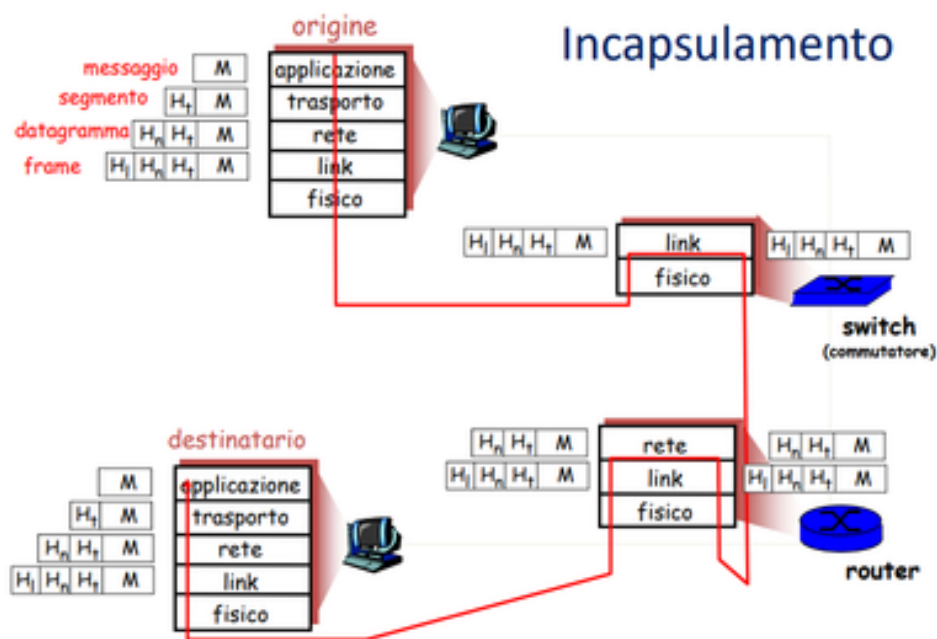 Incapsulamento
origine
messaggio M applicazione
segmento Ht M trasporto
datagramma Hn Ht M rete
frame Hl Hn Ht M link
fisico
Hl Hn Ht M link Hl Hn Ht M
fisico
switch
(commutatore)
destinatario
M applicazione
Ht M trasporto
Hn Ht M rete
Hl Hn Ht M link
fisico
Hn Ht M rete Hn Ht M
Hl Hn Ht M link Hl Hn Ht M
fisico
router